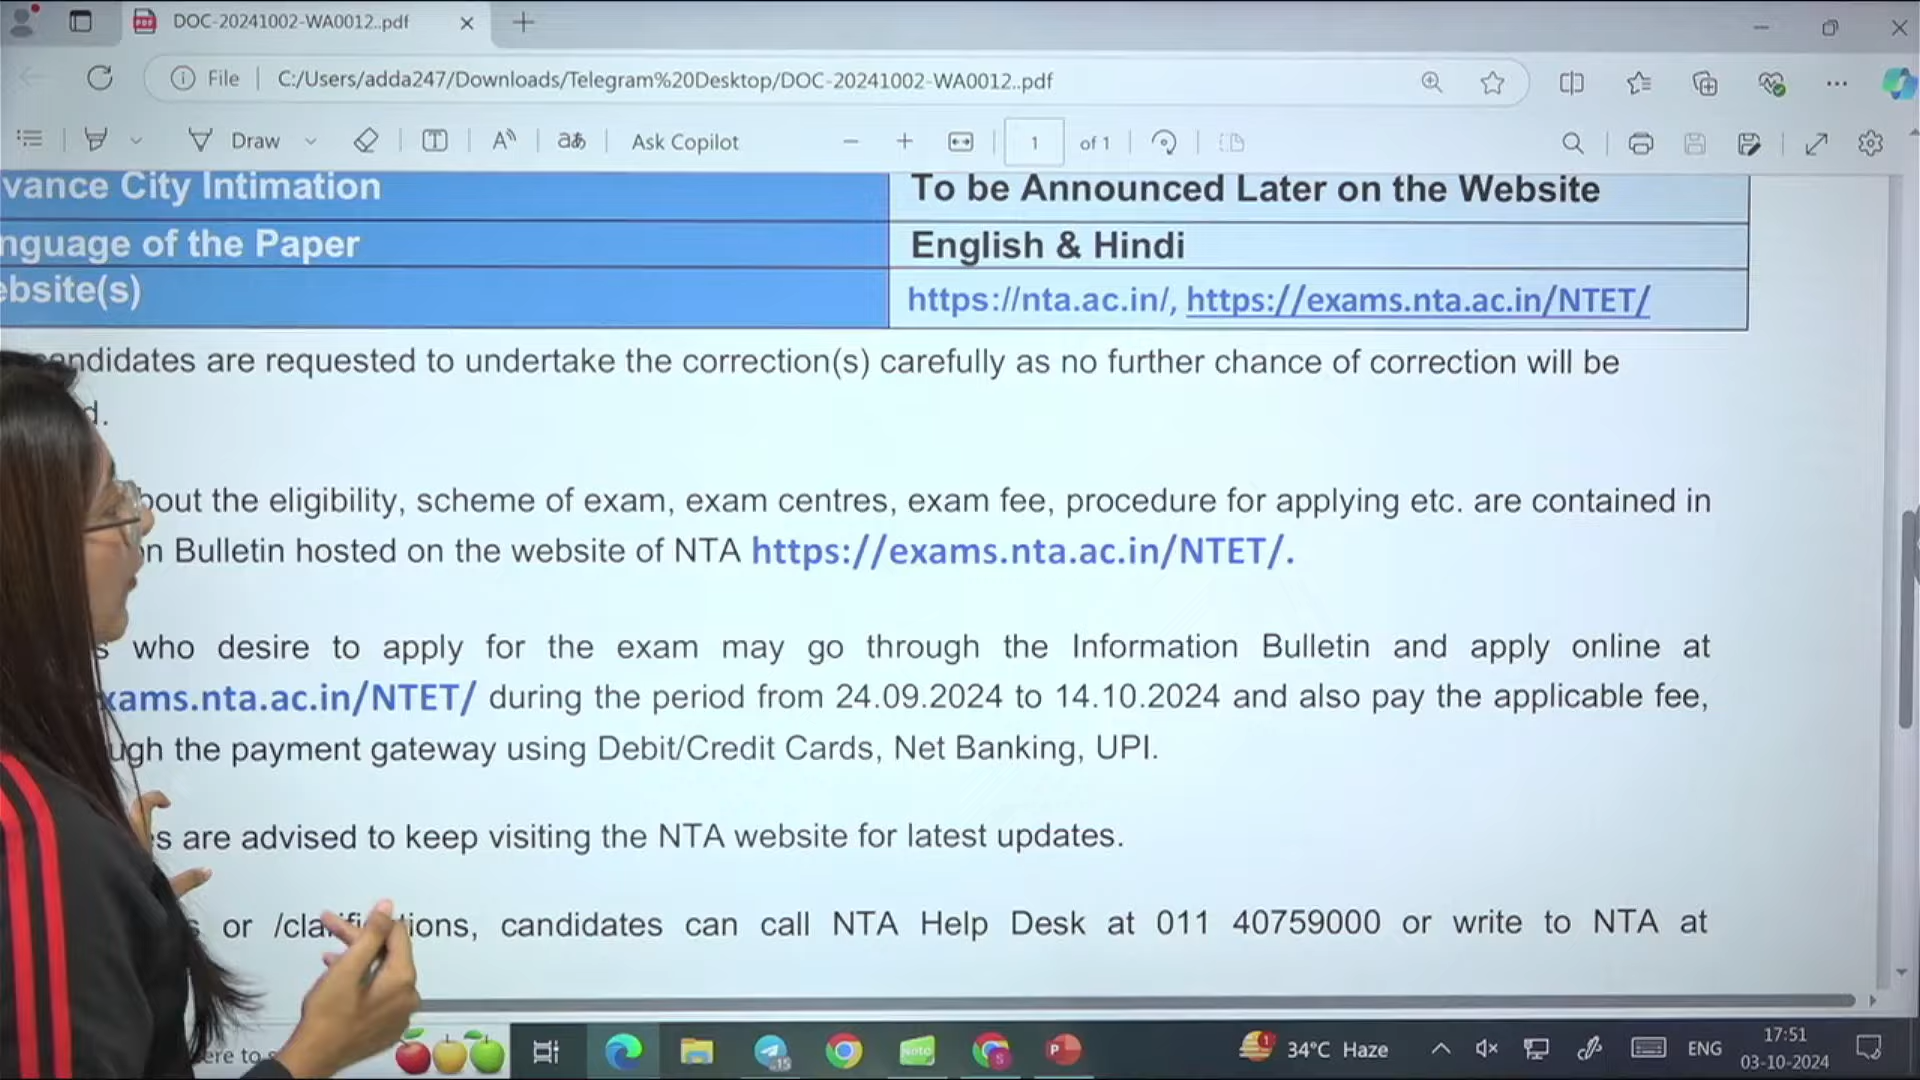 DOC-20241002-WA0012..pdf
File
C:/Users/adda247/Downloads/Telegram%20Desktop/DOC-20241002-WA0012..pdf
Draw
Ask Copilot
1 of 1
vance City Intimation To be Announced Later on the Website
nguage of the Paper English & Hindi
ebsite(s) https://nta.ac.in/, https://exams.nta.ac.in/NTET/
andidates are requested to undertake the correction(s) carefully as no further chance of correction will be
d.
bout the eligibility, scheme of exam, exam centres, exam fee, procedure for applying etc. are contained in
n Bulletin hosted on the website of NTA https://exams.nta.ac.in/NTET/.
s who desire to apply for the exam may go through the Information Bulletin and apply online at
xams.nta.ac.in/NTET/ during the period from 24.09.2024 to 14.10.2024 and also pay the applicable fee,
ugh the payment gateway using Debit/Credit Cards, Net Banking, UPI.
s are advised to keep visiting the NTA website for latest updates.
s or /clarifications, candidates can call NTA Help Desk at 011 40759000 or write to NTA at
ere to s
34°C Haze
ENG
17:51
03-10-2024